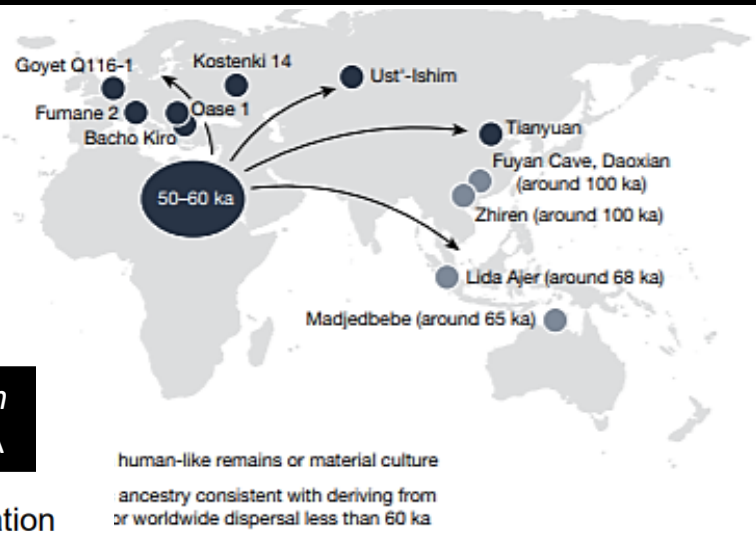 Goyet Q116-1
Kostenki 14
Ust'-Ishim
Fumane 2
Oase 1
Bacho Kiro
Tianyuan
50–60 ka
Fuyan Cave, Daoxian
(around 100 ka)
Zhiren (around 100 ka)
Lida Ajer (around 68 ka)
Madjedbebe (around 65 ka)
human-like remains or material culture
ancestry consistent with deriving from
or worldwide dispersal less than 60 ka